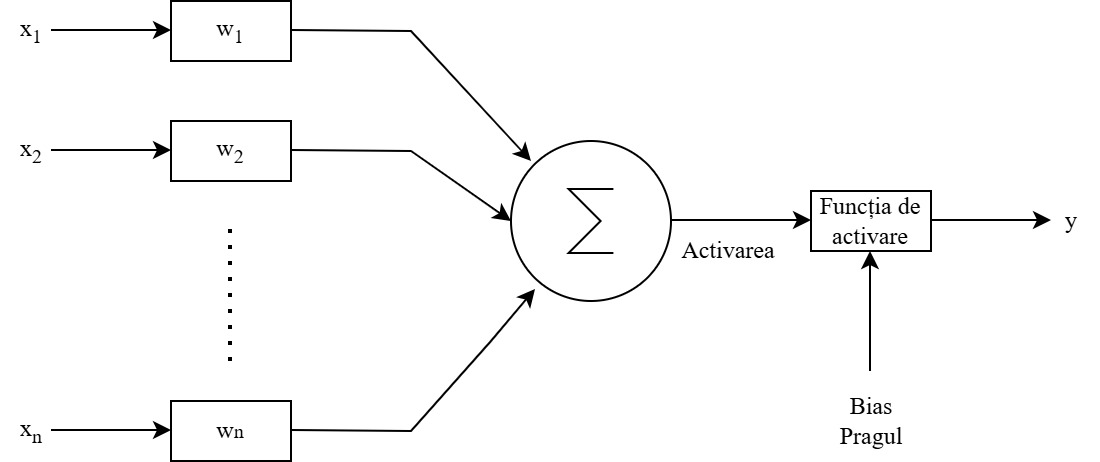 x₁
w₁
x₂
w₂
∑
Activarea
Funcția de
activare
y
Bias
Pragul
xₙ
wn